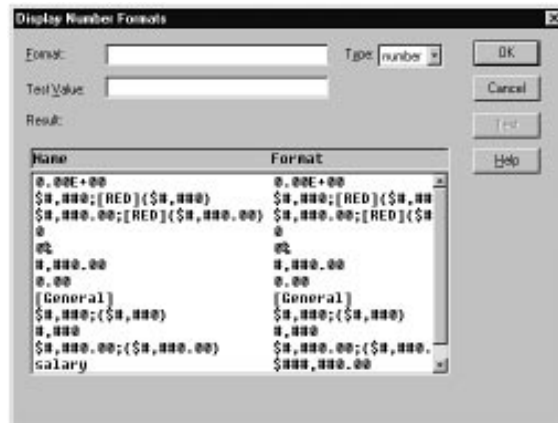 Display Number Formats
Format: Type: number OK
Test Value: Cancel
Result: Test
Help
Name Format
0.00E+00 0.00E+00
$#,##0;[RED]($#,##0) $#,##0;[RED]($#,##
$#,##0.00;[RED]($#,##0.00) $#,##0.00;[RED]($#
0 0
0% 0%
#,##0.00 #,##0.00
0.00 0.00
[General] [General]
$#,##0;($#,##0) $#,##0;($#,##0)
#,##0 #,##0
$#,##0.00;($#,##0.00) $#,##0.00;($#,##0.
salary $###,##0.00